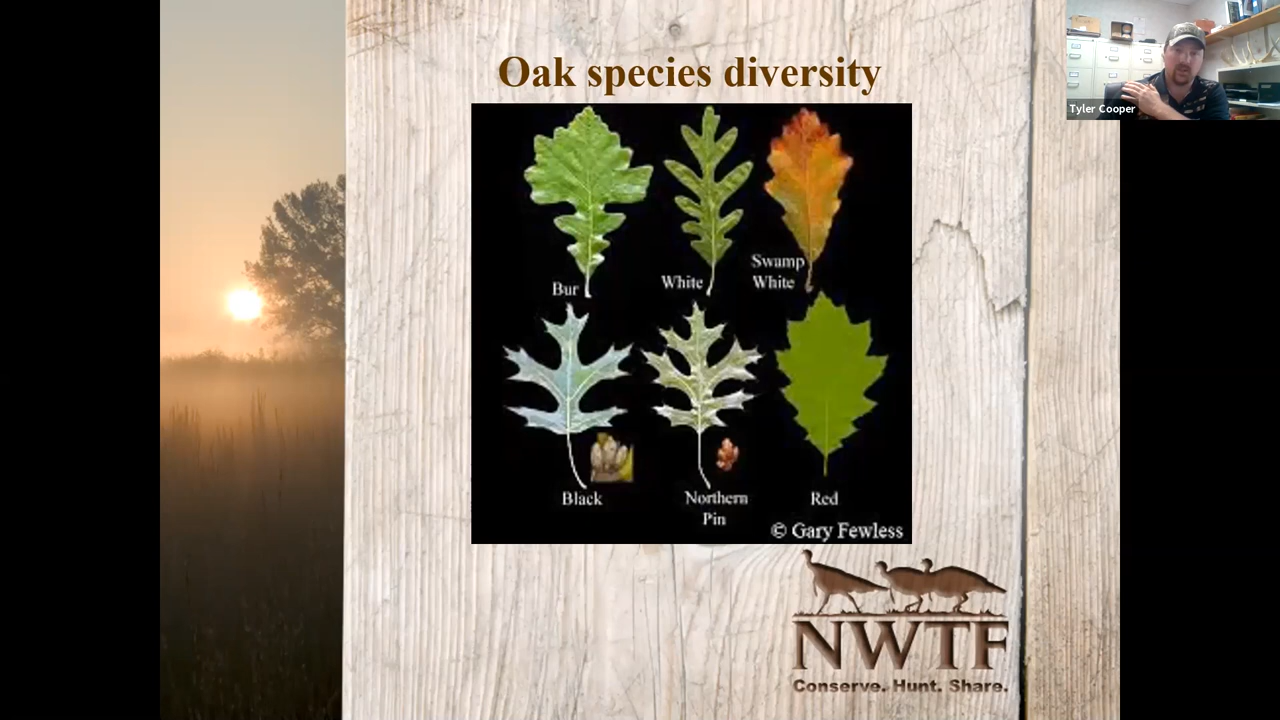 Oak species diversity
Tyler Cooper
Bur
White
Swamp
White
Black
Northern
Pin
Red
© Gary Fewless
NWTF
Conserve. Hunt. Share.